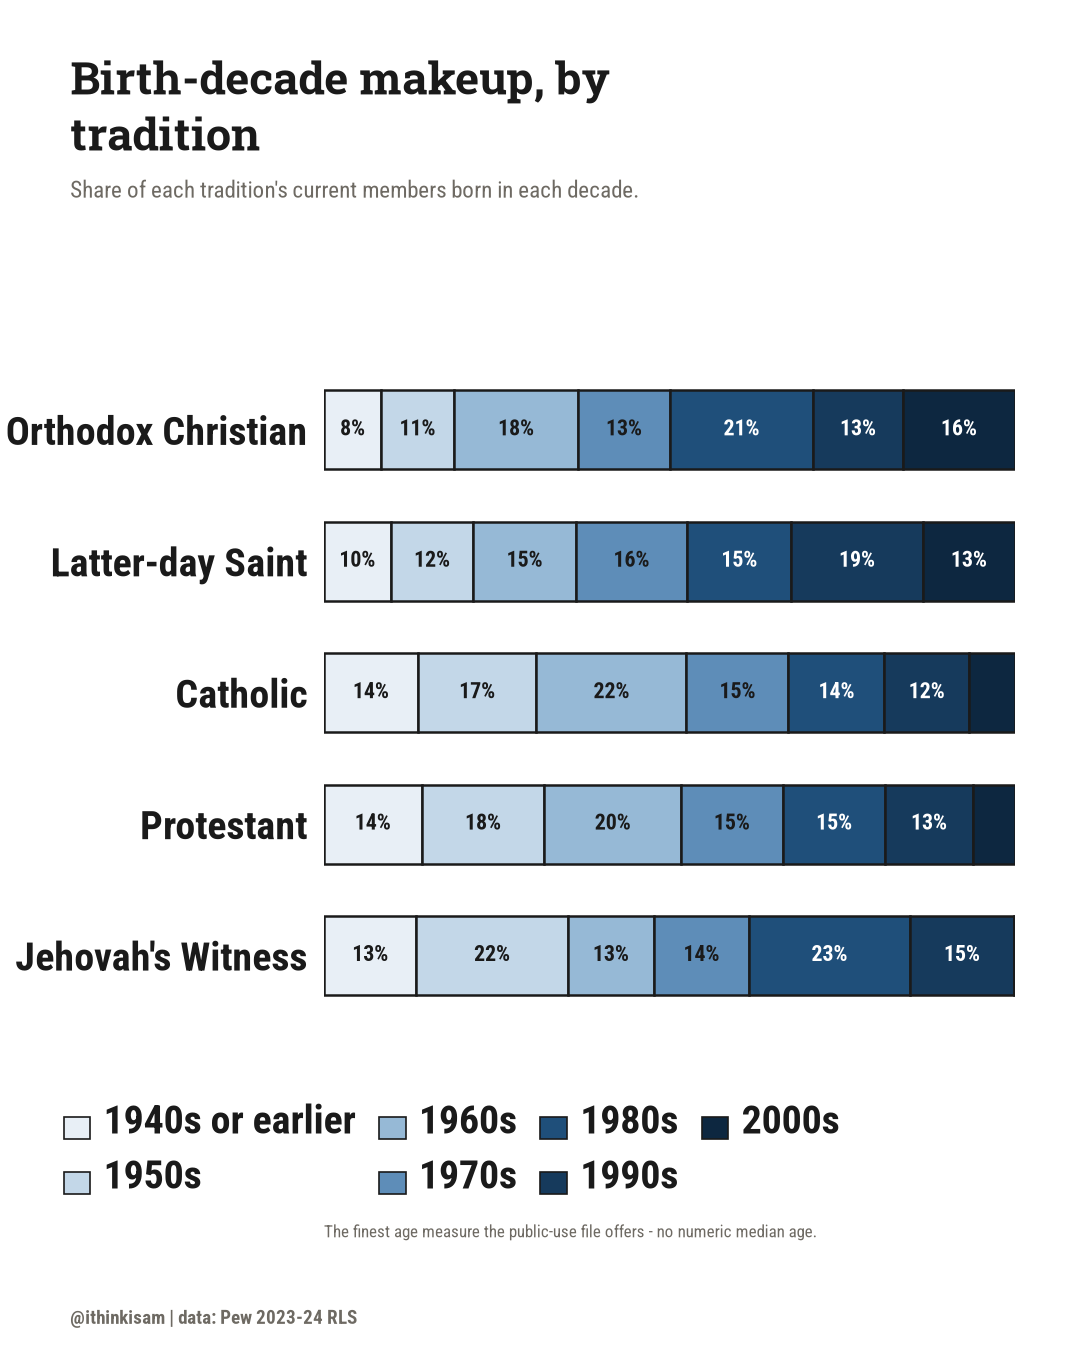 Birth-decade makeup, by
tradition
Share of each tradition's current members born in each decade.
Orthodox Christian 8% 11% 18% 13% 21% 13% 16%
Latter-day Saint 10% 12% 15% 16% 15% 19% 13%
Catholic 14% 17% 22% 15% 14% 12%
Protestant 14% 18% 20% 15% 15% 13%
Jehovah's Witness 13% 22% 13% 14% 23% 15%
1940s or earlier 1960s 1980s 2000s
1950s 1970s 1990s
The finest age measure the public-use file offers - no numeric median age.
@ithinkisam | data: Pew 2023-24 RLS